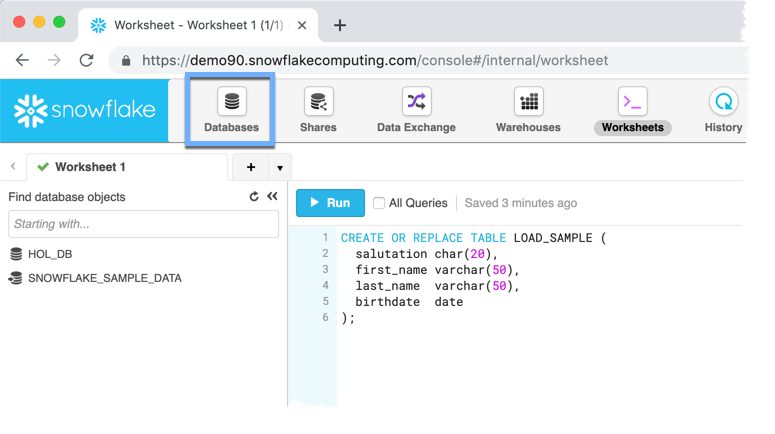 Worksheet - Worksheet 1 (1/1)
https://demo90.snowflakecomputing.com/console#/internal/worksheet
snowflake
Databases Shares Data Exchange Warehouses Worksheets History
Worksheet 1
Find database objects
Starting with...
HOL_DB
SNOWFLAKE_SAMPLE_DATA
Run All Queries Saved 3 minutes ago
1 CREATE OR REPLACE TABLE LOAD_SAMPLE (
2 salutation char(20),
3 first_name varchar(50),
4 last_name varchar(50),
5 birthdate date
6 );